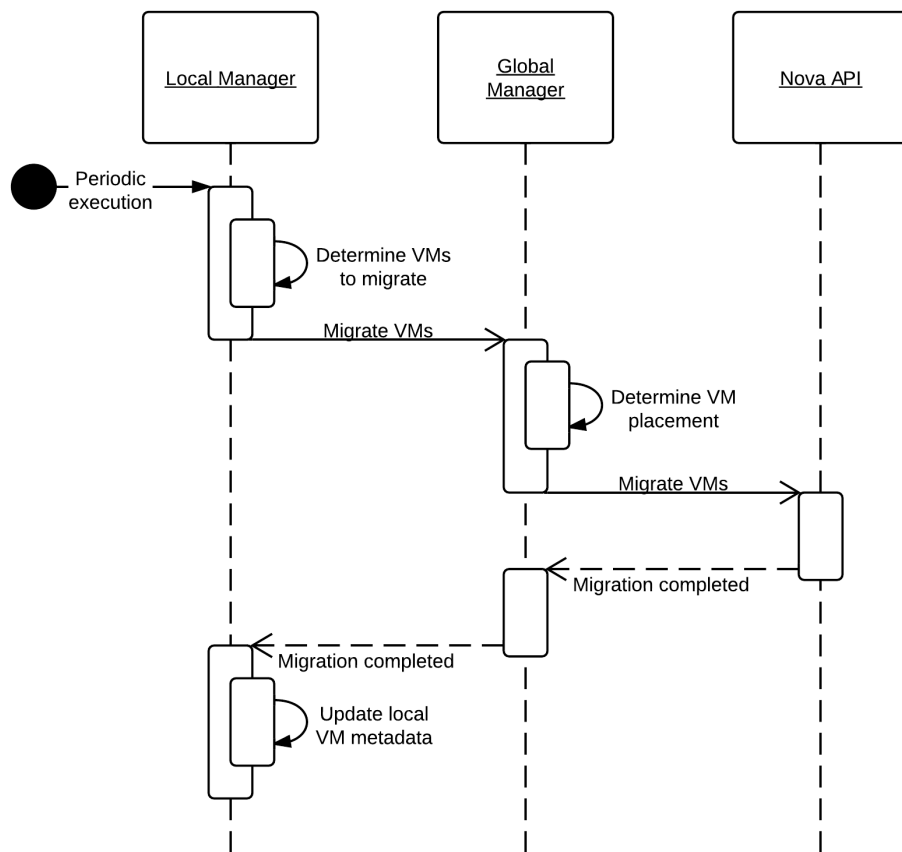 Local Manager
Global
Manager
Nova API
Periodic
execution
Determine VMs
to migrate
Migrate VMs
Determine VM
placement
Migrate VMs
Migration completed
Migration completed
Update local
VM metadata